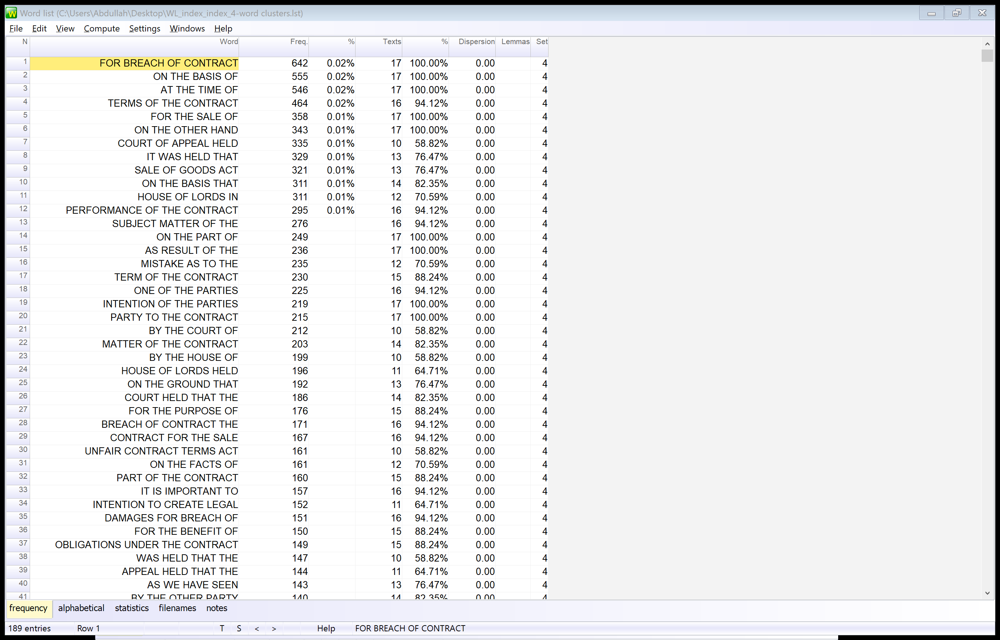 Word list (C:\Users\Abdullah\Desktop\WL_index_index_4-word clusters.lst)
File Edit View Compute Settings Windows Help
N Word Freq. % Texts % Dispersion Lemmas Set
1 FOR BREACH OF CONTRACT 642 0.02% 17 100.00% 0.00 4
2 ON THE BASIS OF 555 0.02% 17 100.00% 0.00 4
3 AT THE TIME OF 546 0.02% 17 100.00% 0.00 4
4 TERMS OF THE CONTRACT 464 0.02% 16 94.12% 0.00 4
5 FOR THE SALE OF 358 0.01% 17 100.00% 0.00 4
6 ON THE OTHER HAND 343 0.01% 17 100.00% 0.00 4
7 COURT OF APPEAL HELD 335 0.01% 10 58.82% 0.00 4
8 IT WAS HELD THAT 329 0.01% 13 76.47% 0.00 4
9 SALE OF GOODS ACT 321 0.01% 13 76.47% 0.00 4
10 ON THE BASIS THAT 311 0.01% 14 82.35% 0.00 4
11 HOUSE OF LORDS IN 311 0.01% 12 70.59% 0.00 4
12 PERFORMANCE OF THE CONTRACT 295 0.01% 16 94.12% 0.00 4
13 SUBJECT MATTER OF THE 276 16 94.12% 0.00 4
14 ON THE PART OF 249 17 100.00% 0.00 4
15 AS RESULT OF THE 236 17 100.00% 0.00 4
16 MISTAKE AS TO THE 235 12 70.59% 0.00 4
17 TERM OF THE CONTRACT 230 15 88.24% 0.00 4
18 ONE OF THE PARTIES 225 16 94.12% 0.00 4
19 INTENTION OF THE PARTIES 219 17 100.00% 0.00 4
20 PARTY TO THE CONTRACT 215 17 100.00% 0.00 4
21 BY THE COURT OF 212 10 58.82% 0.00 4
22 MATTER OF THE CONTRACT 203 14 82.35% 0.00 4
23 BY THE HOUSE OF 199 10 58.82% 0.00 4
24 HOUSE OF LORDS HELD 196 11 64.71% 0.00 4
25 ON THE GROUND THAT 192 13 76.47% 0.00 4
26 COURT HELD THAT THE 186 14 82.35% 0.00 4
27 FOR THE PURPOSE OF 176 15 88.24% 0.00 4
28 BREACH OF CONTRACT THE 171 16 94.12% 0.00 4
29 CONTRACT FOR THE SALE 167 16 94.12% 0.00 4
30 UNFAIR CONTRACT TERMS ACT 161 10 58.82% 0.00 4
31 ON THE FACTS OF 161 12 70.59% 0.00 4
32 PART OF THE CONTRACT 160 15 88.24% 0.00 4
33 IT IS IMPORTANT TO 157 16 94.12% 0.00 4
34 INTENTION TO CREATE LEGAL 152 11 64.71% 0.00 4
35 DAMAGES FOR BREACH OF 151 16 94.12% 0.00 4
36 FOR THE BENEFIT OF 150 15 88.24% 0.00 4
37 OBLIGATIONS UNDER THE CONTRACT 149 15 88.24% 0.00 4
38 WAS HELD THAT THE 147 10 58.82% 0.00 4
39 APPEAL HELD THAT THE 144 11 64.71% 0.00 4
40 AS WE HAVE SEEN 143 13 76.47% 0.00 4
41 BY THE OTHER PARTY 140 14 82.35% 0.00 4
frequency alphabetical statistics filenames notes
189 entries Row 1 T S < > Help FOR BREACH OF CONTRACT